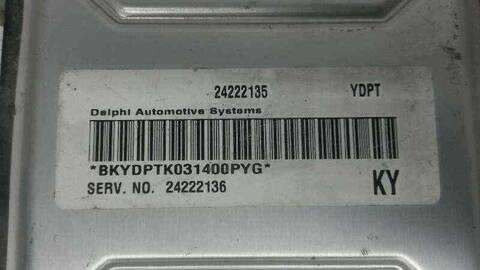 24222135 YDPT
Delphi Automotive Systems
*BKYDPTK031400PYG*
SERV. NO. 24222136 KY